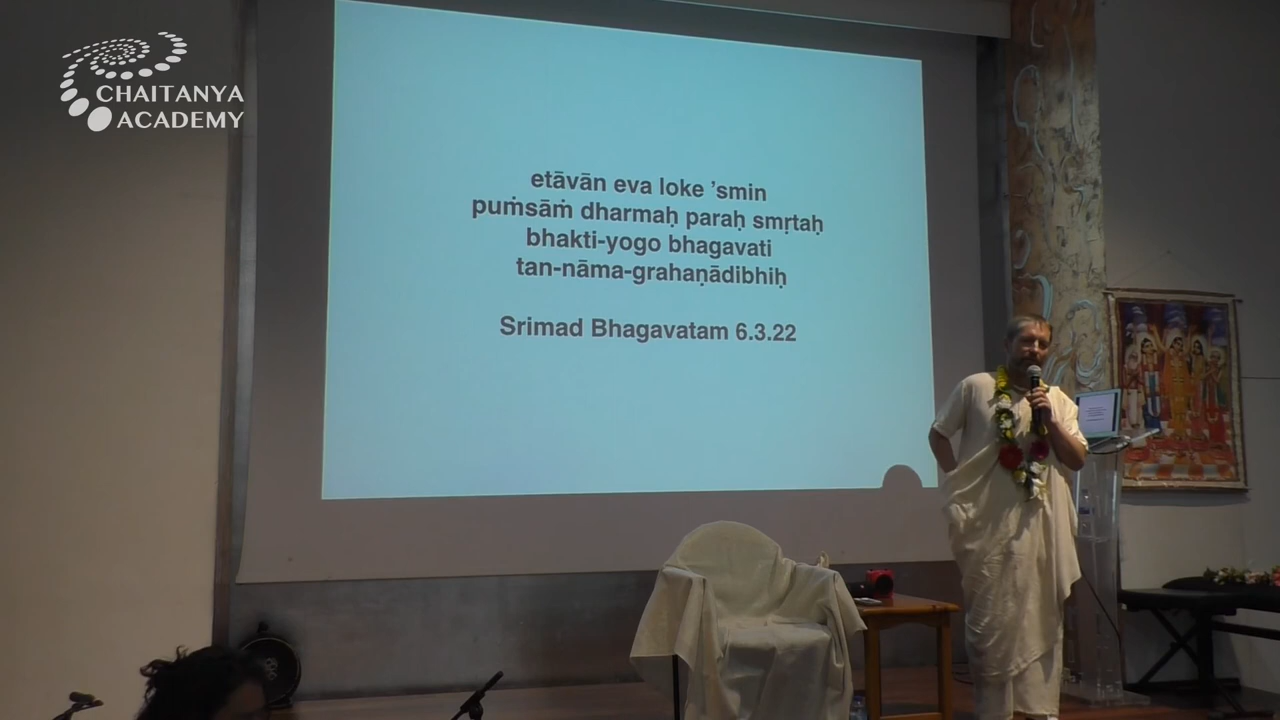 CHAITANYA
ACADEMY
etāvān eva loke ’smin
puṁsāṁ dharmaḥ paraḥ smṛtaḥ
bhakti-yogo bhagavati
tan-nāma-grahaṇādibhiḥ
Srimad Bhagavatam 6.3.22